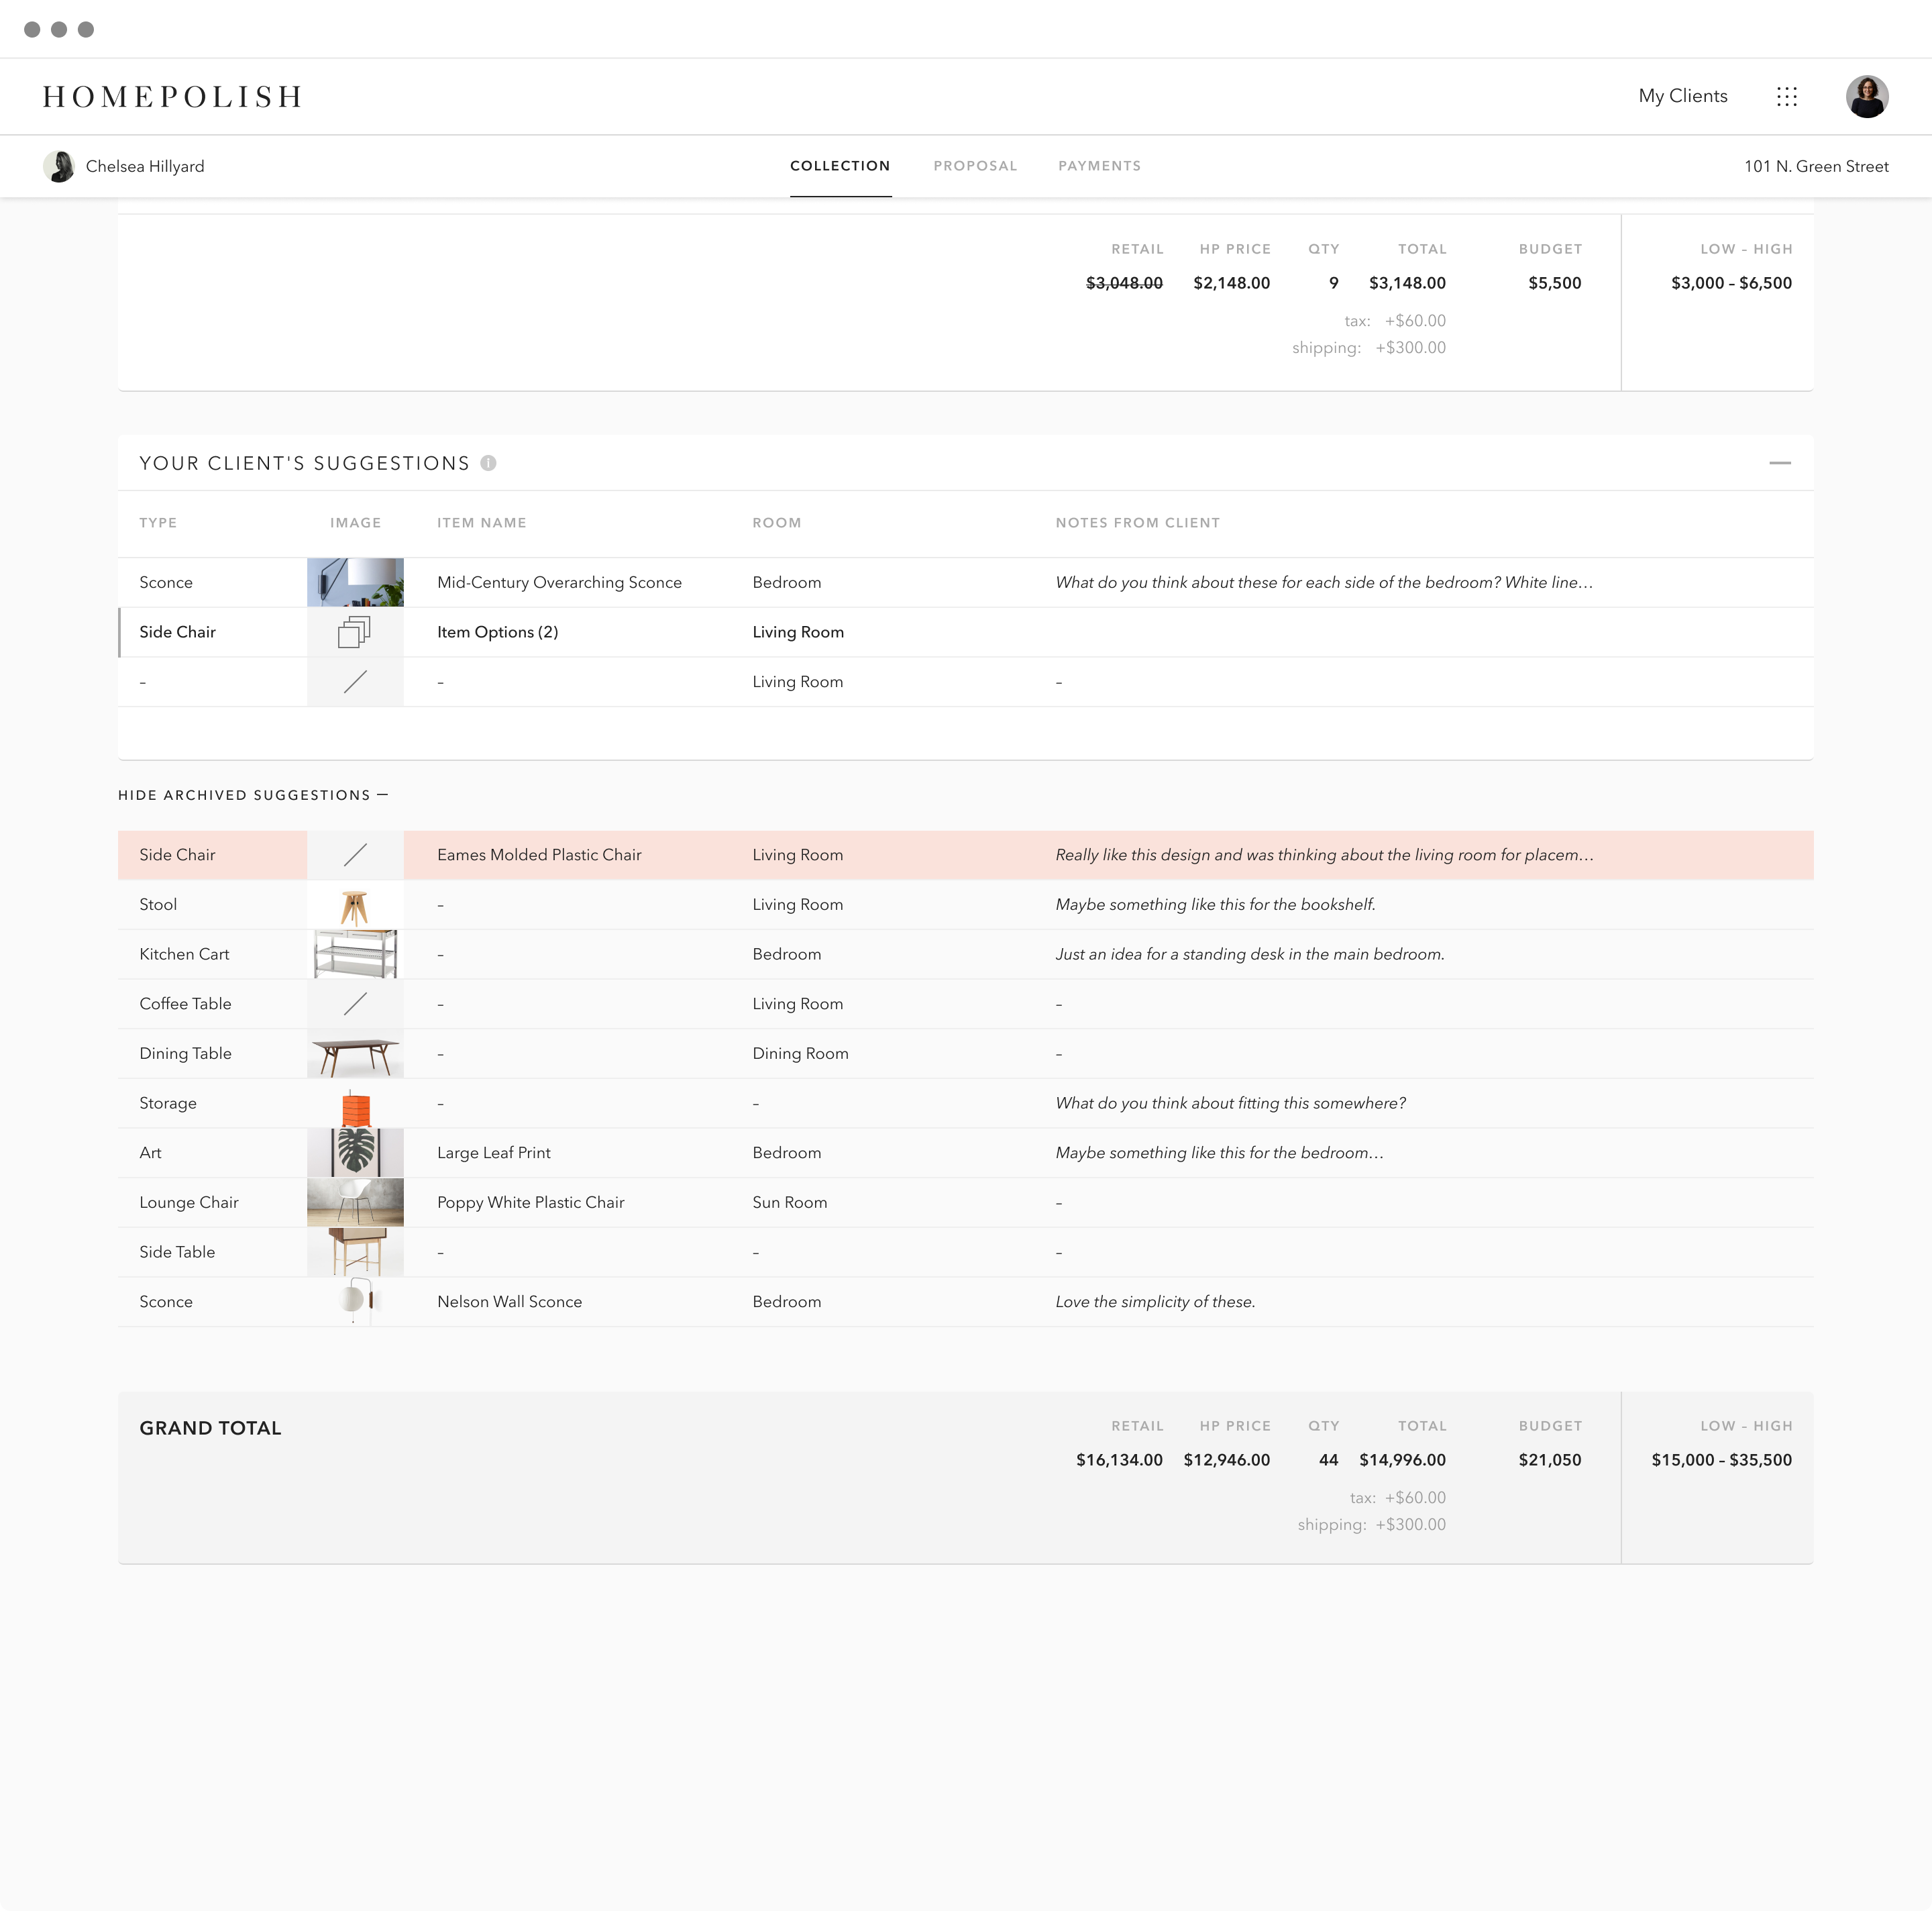 HOMEPOLISH
My Clients
Chelsea Hillyard
COLLECTION PROPOSAL PAYMENTS
101 N. Green Street
RETAIL HP PRICE QTY TOTAL BUDGET LOW – HIGH
$3,048.00 $2,148.00 9 $3,148.00 $5,500 $3,000 – $6,500
tax: +$60.00
shipping: +$300.00
YOUR CLIENT'S SUGGESTIONS i
TYPE IMAGE ITEM NAME ROOM NOTES FROM CLIENT
Sconce Mid-Century Overarching Sconce Bedroom What do you think about these for each side of the bedroom? White line…
Side Chair Item Options (2) Living Room
– – Living Room –
HIDE ARCHIVED SUGGESTIONS —
Side Chair Eames Molded Plastic Chair Living Room Really like this design and was thinking about the living room for placem…
Stool – Living Room Maybe something like this for the bookshelf.
Kitchen Cart – Bedroom Just an idea for a standing desk in the main bedroom.
Coffee Table – Living Room –
Dining Table – Dining Room –
Storage – – What do you think about fitting this somewhere?
Art Large Leaf Print Bedroom Maybe something like this for the bedroom…
Lounge Chair Poppy White Plastic Chair Sun Room –
Side Table – – –
Sconce Nelson Wall Sconce Bedroom Love the simplicity of these.
GRAND TOTAL
RETAIL HP PRICE QTY TOTAL BUDGET LOW – HIGH
$16,134.00 $12,946.00 44 $14,996.00 $21,050 $15,000 – $35,500
tax: +$60.00
shipping: +$300.00